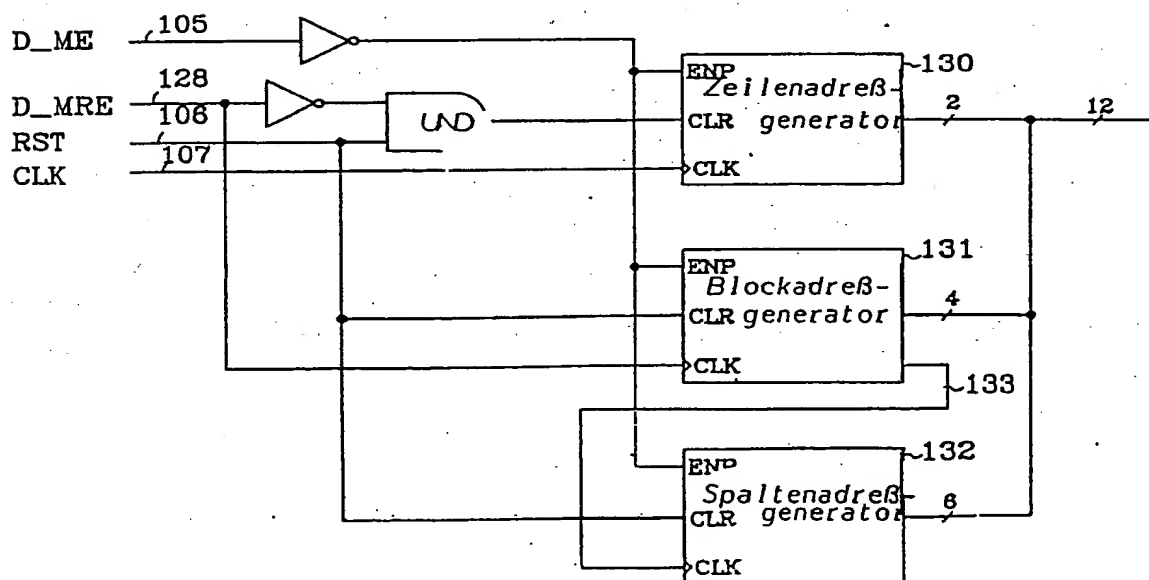 D_ME 105
D_MRE 128
RST 106
CLK 107
UND
130
ENP
Zeilenadreß-
CLR generator 2 12
CLK
131
ENP
Blockadreß-
CLR generator 4
CLK
133
132
ENP
Spaltenadreß-
CLR generator 6
CLK